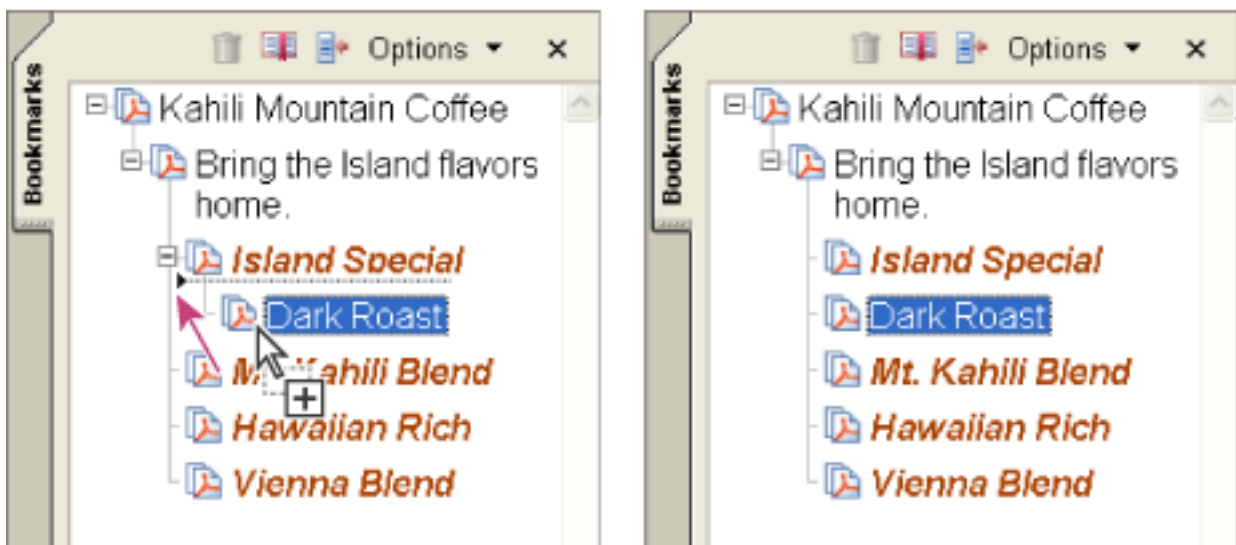 Options
Bookmarks
Kahili Mountain Coffee
Bring the Island flavors
home.
Island Special
Dark Roast
Kahili Blend
Hawaiian Rich
Vienna Blend
Options
Bookmarks
Kahili Mountain Coffee
Bring the Island flavors
home.
Island Special
Dark Roast
Mt. Kahili Blend
Hawaiian Rich
Vienna Blend